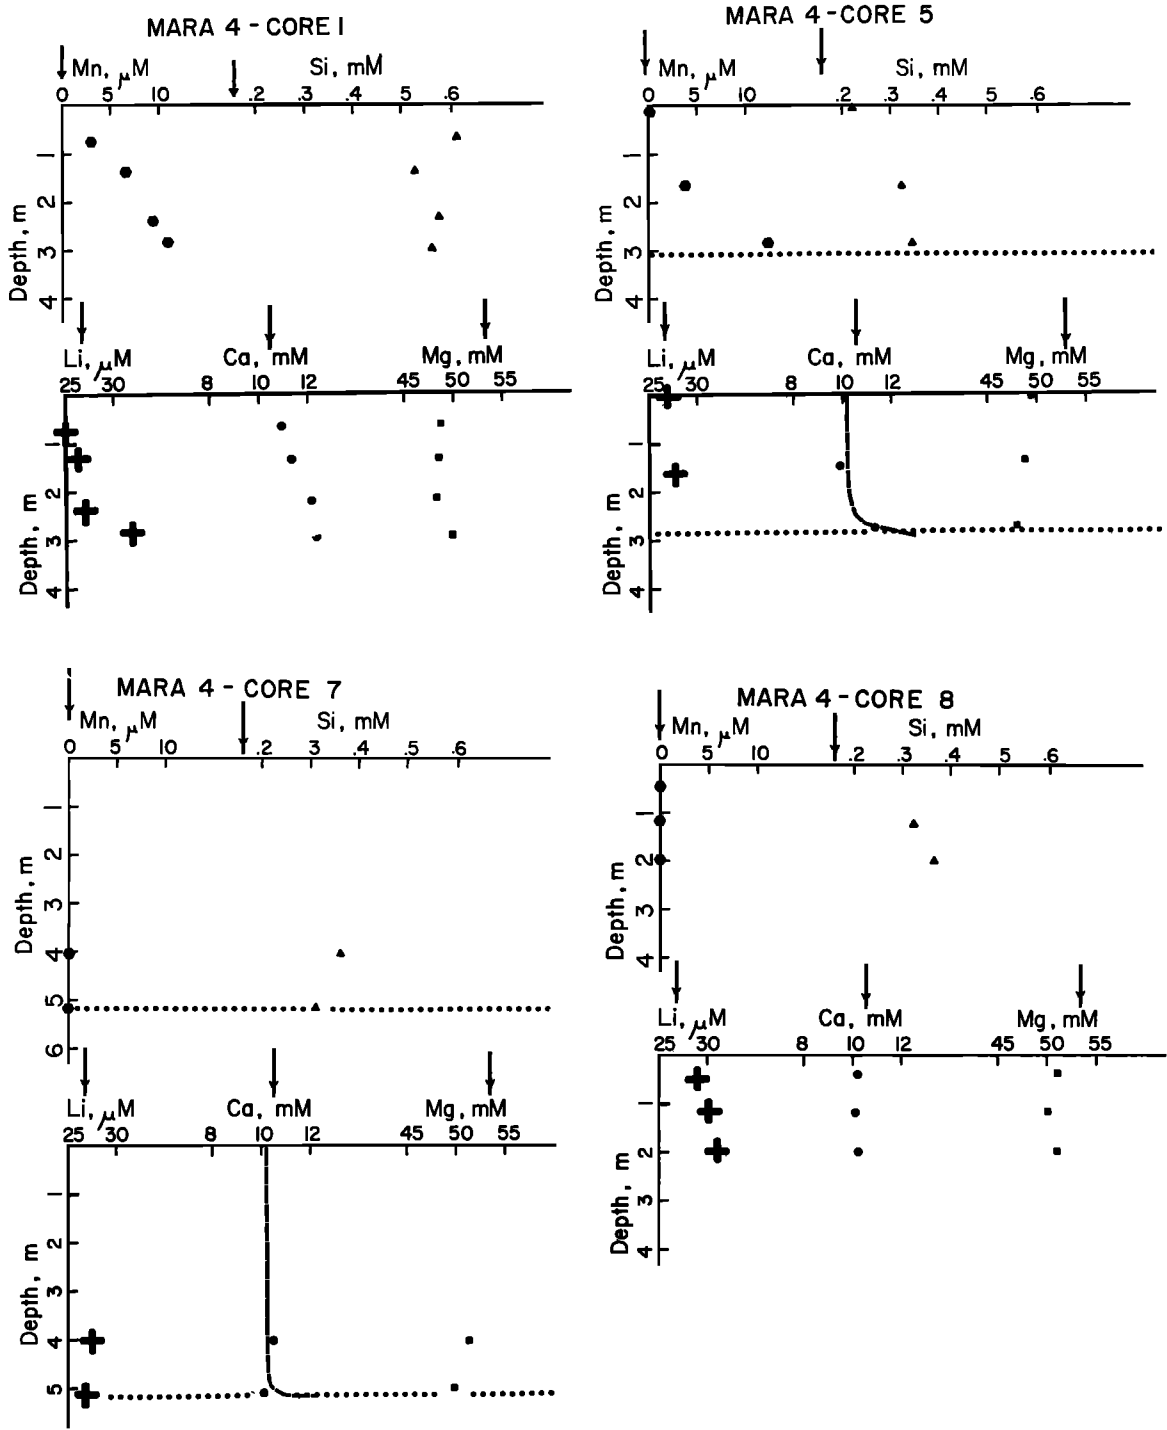 MARA 4 - CORE 1
Mn, μM Si, mM
0 5 10 .2 .3 .4 5 .6
1
2
3
4
Depth, m
Li, μM Ca, mM Mg, mM
25 30 8 10 12 45 50 55
1
2
3
4
Depth, m
MARA 4 - CORE 5
Mn, μM Si, mM
0 5 10 .2 .3 .4 5 .6
1
2
3
4
Depth, m
Li, μM Ca, mM Mg, mM
25 30 8 10 12 45 50 55
1
2
3
4
Depth, m
MARA 4 - CORE 7
Mn, μM Si, mM
0 5 10 .2 .3 .4 5 .6
1
2
3
4
5
6
Depth, m
Li, μM Ca, mM Mg, mM
25 30 8 10 12 45 50 55
1
2
3
4
5
Depth, m
MARA 4 - CORE 8
Mn, μM Si, mM
0 5 10 .2 .3 .4 5 .6
1
2
3
4
Depth, m
Li, μM Ca, mM Mg, mM
25 30 8 10 12 45 50 55
1
2
3
4
Depth, m